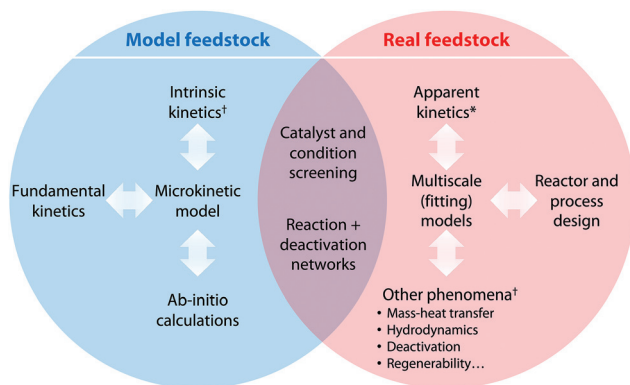 Model feedstock
Real feedstock
Intrinsic
kinetics†
Fundamental
kinetics
Microkinetic
model
Ab-initio
calculations
Catalyst and
condition
screening
Reaction +
deactivation
networks
Apparent
kinetics*
Multiscale
(fitting)
models
Reactor and
process
design
Other phenomena†
• Mass-heat transfer
• Hydrodynamics
• Deactivation
• Regenerability...